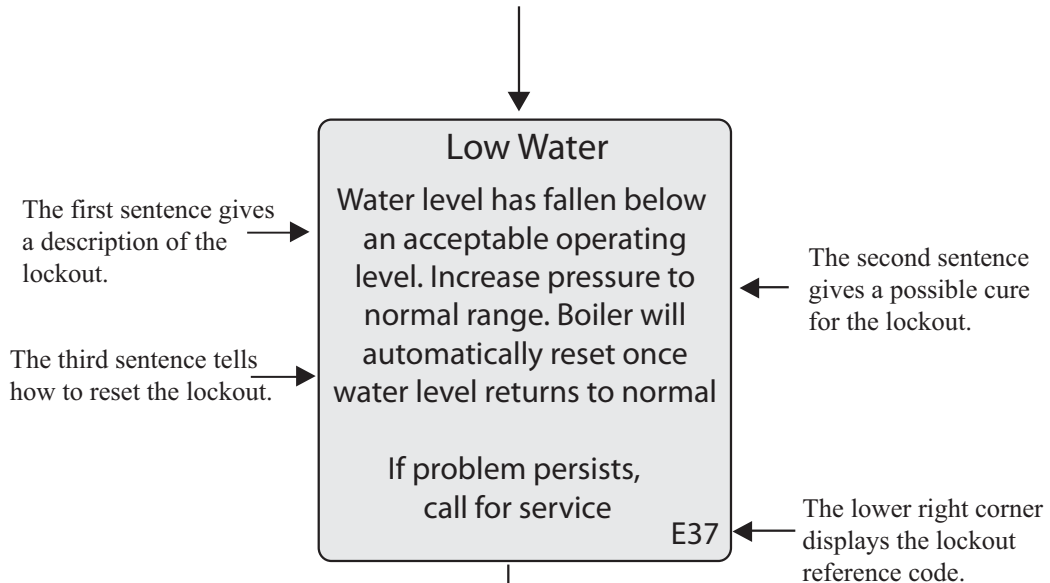 Low Water
Water level has fallen below
an acceptable operating
level. Increase pressure to
normal range. Boiler will
automatically reset once
water level returns to normal
If problem persists,
call for service
E37
The first sentence gives
a description of the
lockout.
The third sentence tells
how to reset the lockout.
The second sentence
gives a possible cure
for the lockout.
The lower right corner
displays the lockout
reference code.